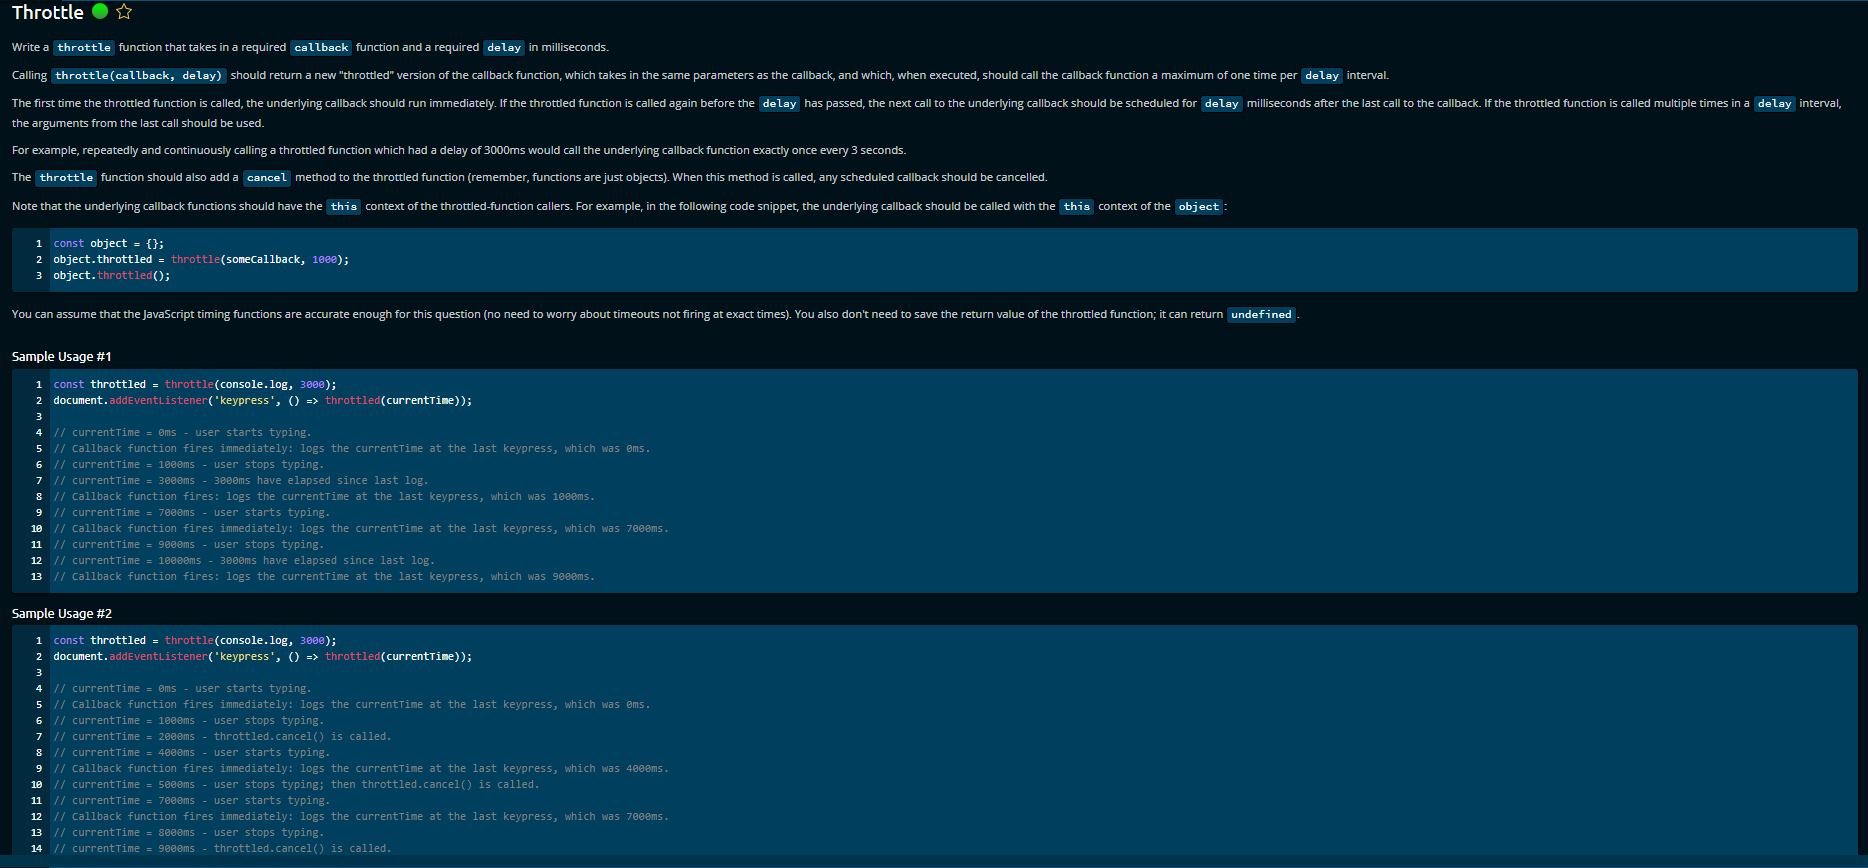 Throttle
Write a throttle function that takes in a required callback function and a required delay in milliseconds.
Calling throttle(callback, delay) should return a new "throttled" version of the callback function, which takes in the same parameters as the callback, and which, when executed, should call the callback function a maximum of one time per delay interval.
The first time the throttled function is called, the underlying callback should run immediately. If the throttled function is called again before the delay has passed, the next call to the underlying callback should be scheduled for delay milliseconds after the last call to the callback. If the throttled function is called multiple times in a delay interval,
the arguments from the last call should be used.
For example, repeatedly and continuously calling a throttled function which had a delay of 3000ms would call the underlying callback function exactly once every 3 seconds.
The throttle function should also add a cancel method to the throttled function (remember, functions are just objects). When this method is called, any scheduled callback should be cancelled.
Note that the underlying callback functions should have the this context of the throttled-function callers. For example, in the following code snippet, the underlying callback should be called with the this context of the object:
1 const object = {};
2 object.throttled = throttle(someCallback, 1000);
3 object.throttled();
You can assume that the JavaScript timing functions are accurate enough for this question (no need to worry about timeouts not firing at exact times). You also don't need to save the return value of the throttled function; it can return undefined.
Sample Usage #1
1 const throttled = throttle(console.log, 3000);
2 document.addEventListener('keypress', () => throttled(currentTime));
3
4 // currentTime = 0ms - user starts typing.
5 // Callback function fires immediately: logs the currentTime at the last keypress, which was 0ms.
6 // currentTime = 1000ms - user stops typing.
7 // currentTime = 3000ms - 3000ms have elapsed since last log.
8 // Callback function fires: logs the currentTime at the last keypress, which was 1000ms.
9 // currentTime = 7000ms - user starts typing.
10 // Callback function fires immediately: logs the currentTime at the last keypress, which was 7000ms.
11 // currentTime = 9000ms - user stops typing.
12 // currentTime = 10000ms - 3000ms have elapsed since last log.
13 // Callback function fires: logs the currentTime at the last keypress, which was 9000ms.
Sample Usage #2
1 const throttled = throttle(console.log, 3000);
2 document.addEventListener('keypress', () => throttled(currentTime));
3
4 // currentTime = 0ms - user starts typing.
5 // Callback function fires immediately: logs the currentTime at the last keypress, which was 0ms.
6 // currentTime = 1000ms - user stops typing.
7 // currentTime = 2000ms - throttled.cancel() is called.
8 // currentTime = 4000ms - user starts typing.
9 // Callback function fires immediately: logs the currentTime at the last keypress, which was 4000ms.
10 // currentTime = 5000ms - user stops typing; then throttled.cancel() is called.
11 // currentTime = 7000ms - user starts typing.
12 // Callback function fires immediately: logs the currentTime at the last keypress, which was 7000ms.
13 // currentTime = 8000ms - user stops typing.
14 // currentTime = 9000ms - throttled.cancel() is called.